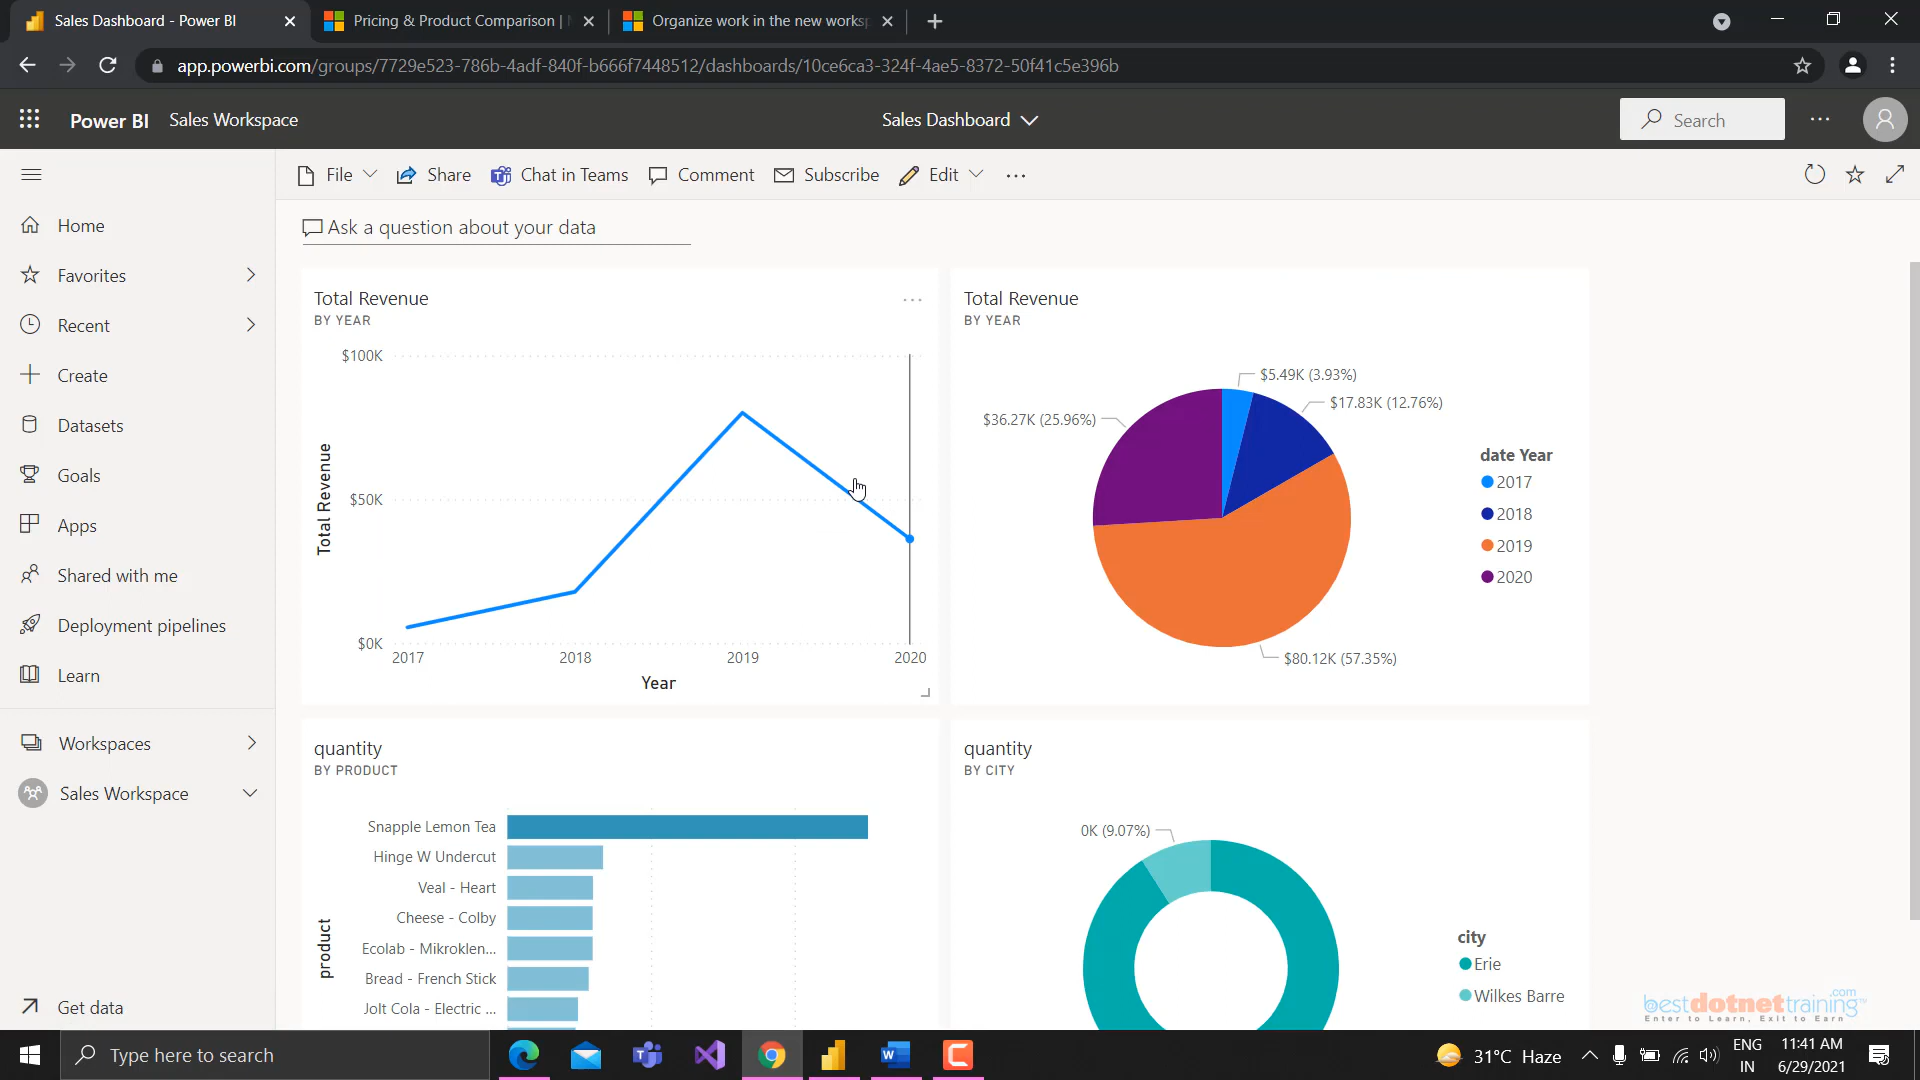 Sales Dashboard - Power BI
Pricing & Product Comparison |
Organize work in the new worksp
app.powerbi.com/groups/7729e523-786b-4adf-840f-b666f7448512/dashboards/10ce6ca3-324f-4ae5-8372-50f41c5e396b
Power BI Sales Workspace
Sales Dashboard
Search
File
Share
Chat in Teams
Comment
Subscribe
Edit
Home
Favorites
Recent
Create
Datasets
Goals
Apps
Shared with me
Deployment pipelines
Learn
Workspaces
Sales Workspace
Get data
Ask a question about your data
Total Revenue
BY YEAR
$100K
$50K
$0K
Total Revenue
2017
2018
2019
2020
Year
Total Revenue
BY YEAR
$5.49K (3.93%)
$17.83K (12.76%)
$36.27K (25.96%)
$80.12K (57.35%)
date Year
2017
2018
2019
2020
quantity
BY PRODUCT
product
Snapple Lemon Tea
Hinge W Undercut
Veal - Heart
Cheese - Colby
Ecolab - Mikroklen...
Bread - French Stick
Jolt Cola - Electric ...
quantity
BY CITY
0K (9.07%)
city
Erie
Wilkes Barre
bestdotnettraining.com™
Enter to Learn, Exit to Earn
Type here to search
31°C Haze
ENG
IN
11:41 AM
6/29/2021